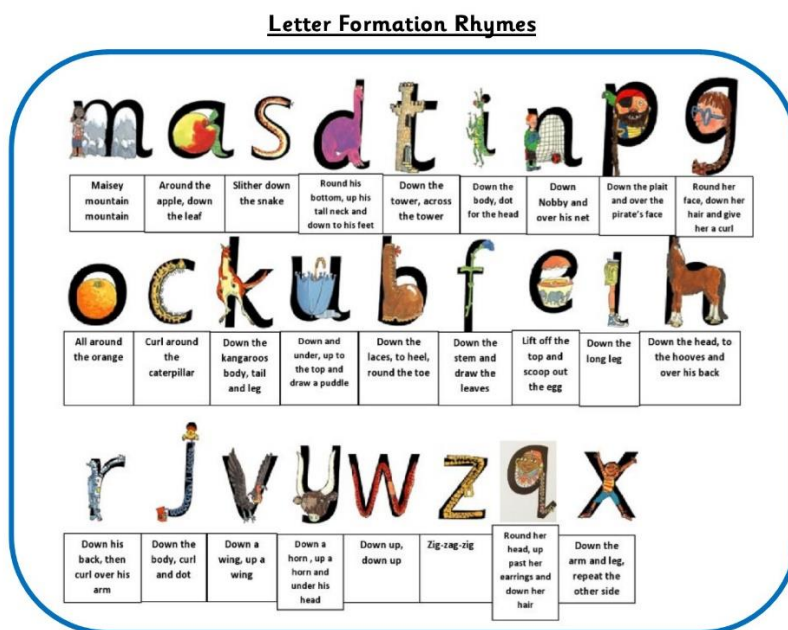 Letter Formation Rhymes
m a s d t i n p g
Maisey
mountain
mountain
Around the
apple, down
the leaf
Slither down
the snake
Round his
bottom, up his
tall neck and
down to his feet
Down the
tower, across
the tower
Down the
body, dot
for the head
Down
Nobby and
over his net
Down the plait
and over the
pirate's face
Round her
face, down her
hair and give
her a curl
o c k u b f e l h
All around
the orange
Curl around
the
caterpillar
Down the
kangaroos
body, tail
and leg
Down and
under, up to
the top and
draw a puddle
Down the
laces, to heel,
round the toe
Down the
stem and
draw the
leaves
Lift off the
top and
scoop out
the egg
Down the
long leg
Down the head, to
the hooves and
over his back
r j v y w z q x
Down his
back, then
curl over his
arm
Down the
body, curl
and dot
Down a
wing, up a
wing
Down a
horn , up a
horn and
under his
head
Down up,
down up
Zig-zag-zig
Round her
head, up
past her
earrings and
down her
hair
Down the
arm and leg,
repeat the
other side